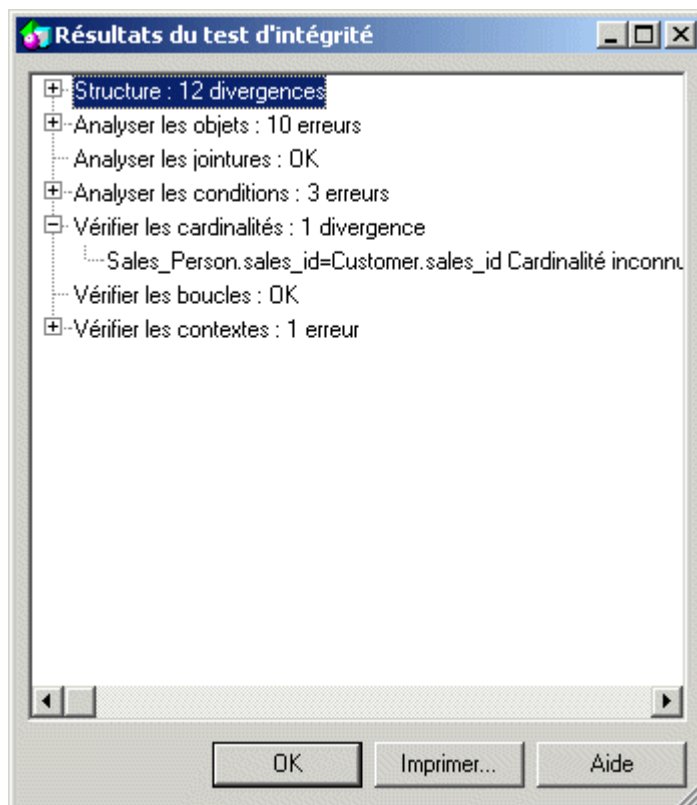 Résultats du test d'intégrité
Structure : 12 divergences
Analyser les objets : 10 erreurs
Analyser les jointures : OK
Analyser les conditions : 3 erreurs
Vérifier les cardinalités : 1 divergence
Sales_Person.sales_id=Customer.sales_id Cardinalité inconnu
Vérifier les boucles : OK
Vérifier les contextes : 1 erreur
OK Imprimer... Aide